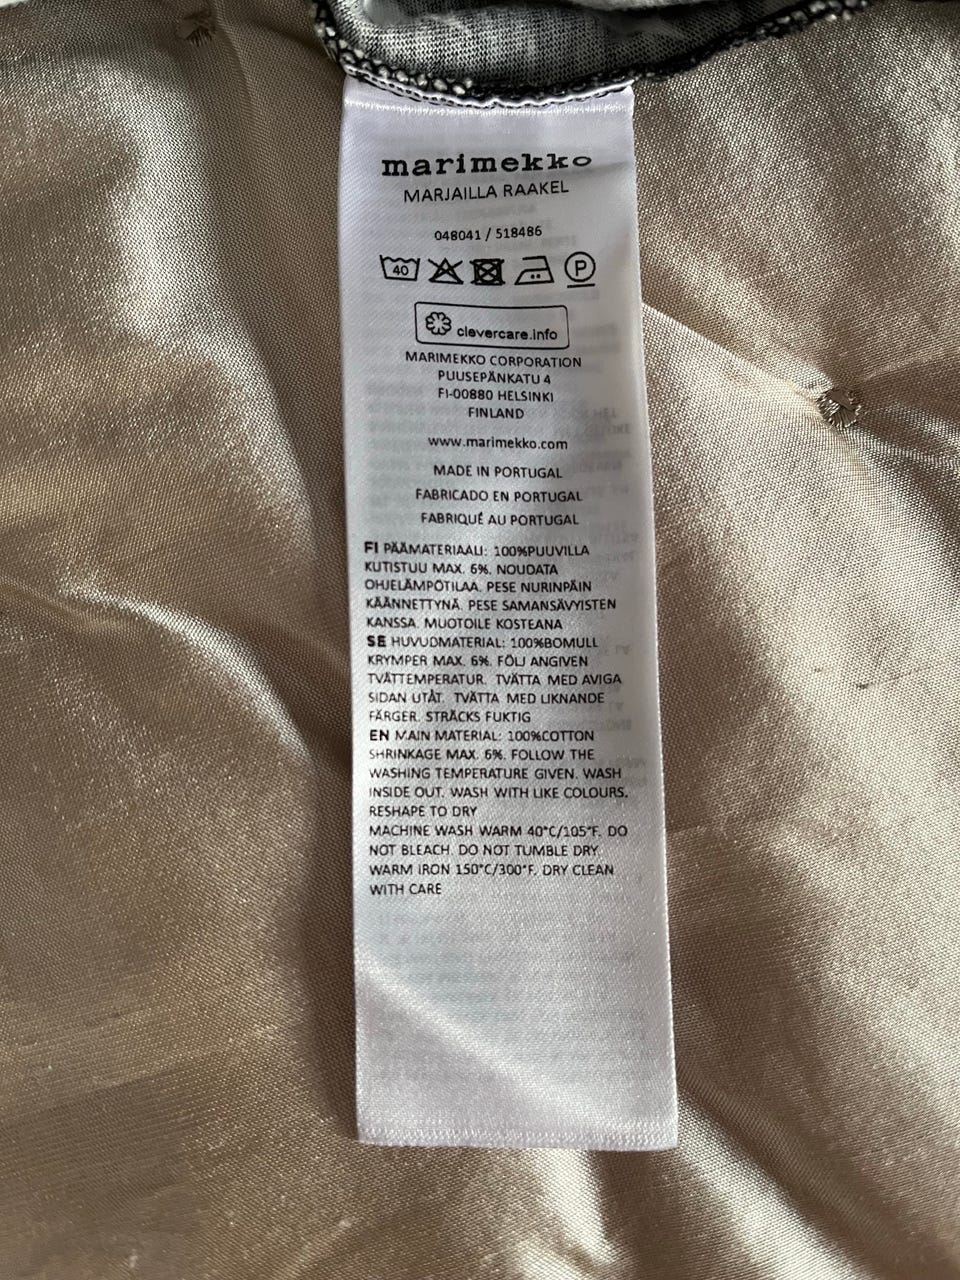 marimekko
MARJAILLA RAAKEL
048041 / 518486
40 P
clevercare.info
MARIMEKKO CORPORATION
PUUSEPÄNKATU 4
FI-00880 HELSINKI
FINLAND
www.marimekko.com
MADE IN PORTUGAL
FABRICADO EN PORTUGAL
FABRIQUÉ AU PORTUGAL
FI PÄÄMATERIAALI: 100%PUUVILLA
KUTISTUU MAX. 6%. NOUDATA
OHJELÄMPÖTILAA. PESE NURINPÄIN
KÄÄNNETTYNÄ. PESE SAMANSÄVYISTEN
KANSSA. MUOTOILE KOSTEANA
SE HUVUDMATERIAL: 100%BOMULL
KRYMPER MAX. 6%. FÖLJ ANGIVEN
TVÄTTEMPERATUR. TVÄTTA MED AVIGA
SIDAN UTÅT. TVÄTTA MED LIKNANDE
FÄRGER. STRÄCKS FUKTIG
EN MAIN MATERIAL: 100%COTTON
SHRINKAGE MAX. 6%. FOLLOW THE
WASHING TEMPERATURE GIVEN. WASH
INSIDE OUT. WASH WITH LIKE COLOURS.
RESHAPE TO DRY
MACHINE WASH WARM 40°C/105°F. DO
NOT BLEACH. DO NOT TUMBLE DRY.
WARM IRON 150°C/300°F. DRY CLEAN
WITH CARE